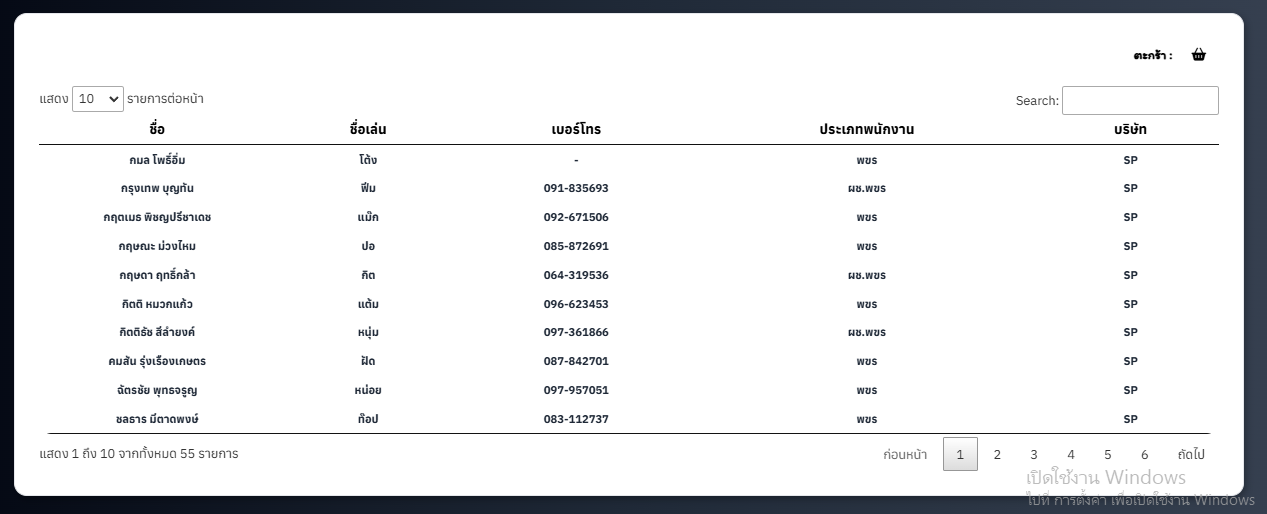 ตะกร้า :
แสดง 10 รายการต่อหน้า Search:
ชื่อ ชื่อเล่น เบอร์โทร ประเภทพนักงาน บริษัท
กมล โพธิ์อิ่ม โต้ง - พขร SP
กรุงเทพ บุญทัน ฟิม 091-835693 ผช.พขร SP
กฤตเมธ พิชญปรีชาเดช แม๊ก 092-671506 พขร SP
กฤษณะ ม่วงไหม ปอ 085-872691 พขร SP
กฤษดา ฤทธิ์กล้า กิต 064-319536 ผช.พขร SP
กิตติ หมวกแก้ว แต้ม 096-623453 พขร SP
กิตติธัช สีลำยงค์ หนุ่ม 097-361866 ผช.พขร SP
คมสัน รุ่งเรืองเกษตร ฝัด 087-842701 พขร SP
ฉัตรชัย พุทธจรูญ หน่อย 097-957051 พขร SP
ชลธาร มีตาดพงษ์ ท๊อป 083-112737 พขร SP
แสดง 1 ถึง 10 จากทั้งหมด 55 รายการ ก่อนหน้า 1 2 3 4 5 6 ถัดไป
เปิดใช้งาน Windows
ไปที่ การตั้งค่า เพื่อเปิดใช้งาน Windows